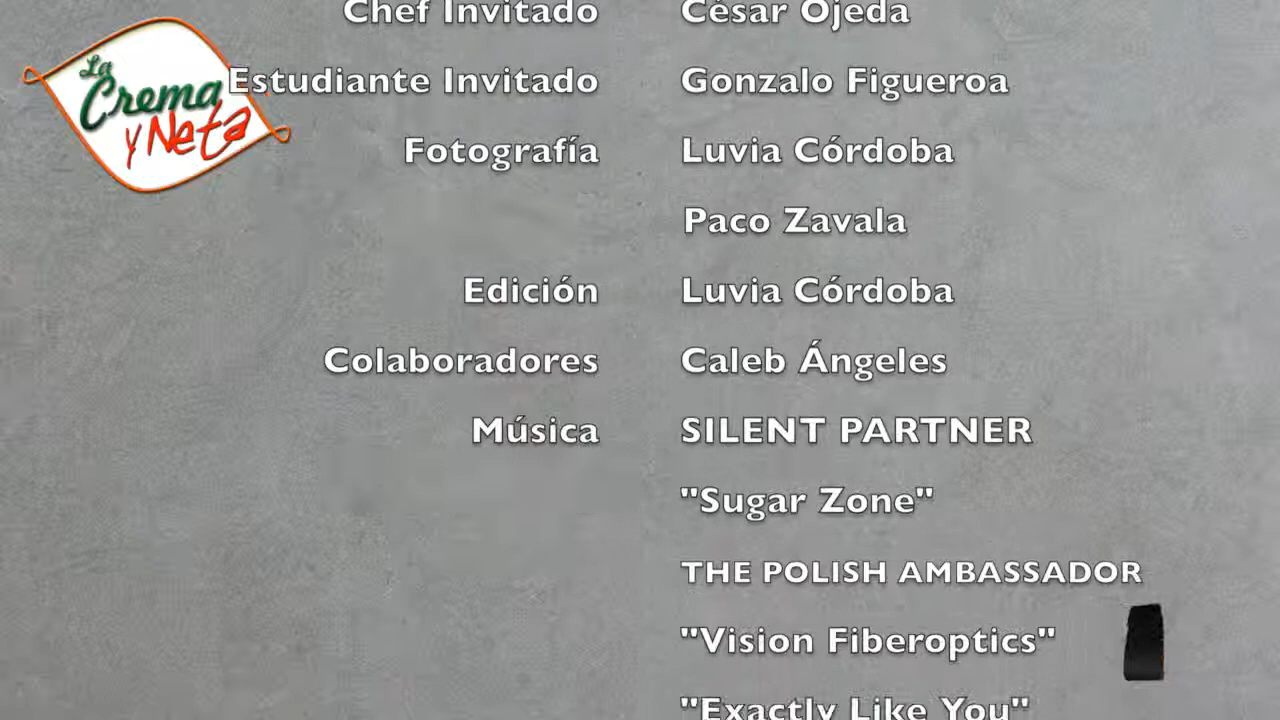 Chef Invitado César Ojeda
La
Crema
y Neta
Estudiante Invitado Gonzalo Figueroa
Fotografía Luvia Córdoba
Paco Zavala
Edición Luvia Córdoba
Colaboradores Caleb Ángeles
Música SILENT PARTNER
"Sugar Zone"
THE POLISH AMBASSADOR
"Vision Fiberoptics"
"Exactly Like You"